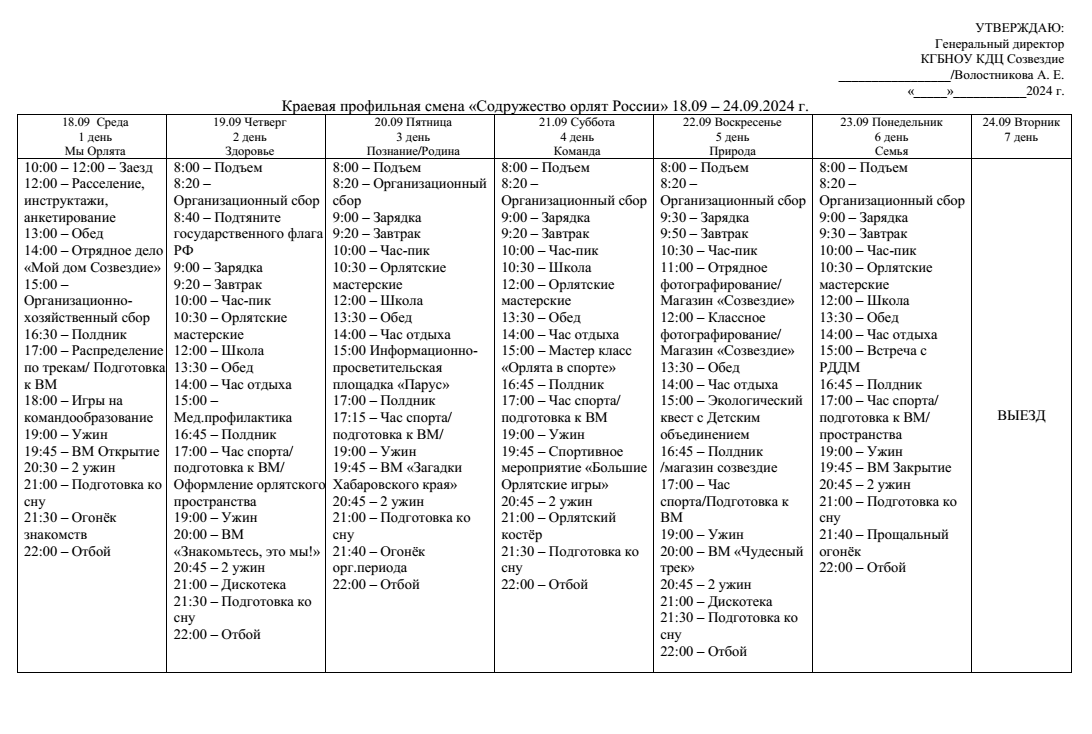 УТВЕРЖДАЮ:
Генеральный директор
КГБНОУ КДЦ Созвездие
_________________/Волостникова А. Е.
«_____»___________2024 г.
Краевая профильная смена «Содружество орлят России» 18.09 – 24.09.2024 г.
18.09 Среда
1 день
Мы Орлята
10:00 – 12:00 – Заезд
12:00 – Расселение,
инструктажи,
анкетирование
13:00 – Обед
14:00 – Отрядное дело
«Мой дом Созвездие»
15:00 –
Организационно-
хозяйственный сбор
16:30 – Полдник
17:00 – Распределение
по трекам/ Подготовка
к ВМ
18:00 – Игры на
командообразование
19:00 – Ужин
19:45 – ВМ Открытие
20:30 – 2 ужин
21:00 – Подготовка ко
сну
21:30 – Огонёк
знакомств
22:00 – Отбой
19.09 Четверг
2 день
Здоровье
8:00 – Подъем
8:20 –
Организационный сбор
8:40 – Подтяните
государственного флага
РФ
9:00 – Зарядка
9:20 – Завтрак
10:00 – Час-пик
10:30 – Орлятские
мастерские
12:00 – Школа
13:30 – Обед
14:00 – Час отдыха
15:00 –
Мед.профилактика
16:45 – Полдник
17:00 – Час спорта/
подготовка к ВМ/
Оформление орлятского
пространства
19:00 – Ужин
20:00 – ВМ
«Знакомьтесь, это мы!»
20:45 – 2 ужин
21:00 – Дискотека
21:30 – Подготовка ко
сну
22:00 – Отбой
20.09 Пятница
3 день
Познание/Родина
8:00 – Подъем
8:20 – Организационный
сбор
9:00 – Зарядка
9:20 – Завтрак
10:00 – Час-пик
10:30 – Орлятские
мастерские
12:00 – Школа
13:30 – Обед
14:00 – Час отдыха
15:00 Информационно-
просветительская
площадка «Парус»
17:00 – Полдник
17:15 – Час спорта/
подготовка к ВМ/
19:00 – Ужин
19:45 – ВМ «Загадки
Хабаровского края»
20:45 – 2 ужин
21:00 – Подготовка ко
сну
21:40 – Огонёк
орг.периода
22:00 – Отбой
21.09 Суббота
4 день
Команда
8:00 – Подъем
8:20 –
Организационный сбор
9:00 – Зарядка
9:20 – Завтрак
10:00 – Час-пик
10:30 – Школа
12:00 – Орлятские
мастерские
13:30 – Обед
14:00 – Час отдыха
15:00 – Мастер класс
«Орлята в спорте»
16:45 – Полдник
17:00 – Час спорта/
подготовка к ВМ
19:00 – Ужин
19:45 – Спортивное
мероприятие «Большие
Орлятские игры»
20:45 – 2 ужин
21:00 – Орлятский
костёр
21:30 – Подготовка ко
сну
22:00 – Отбой
22.09 Воскресенье
5 день
Природа
8:00 – Подъем
8:20 –
Организационный сбор
9:30 – Зарядка
9:50 – Завтрак
10:30 – Час-пик
11:00 – Отрядное
фотографирование/
Магазин «Созвездие»
12:00 – Классное
фотографирование/
Магазин «Созвездие»
13:30 – Обед
14:00 – Час отдыха
15:00 – Экологический
квест с Детским
объединением
16:45 – Полдник
/магазин созвездие
17:00 – Час
спорта/Подготовка к
ВМ
19:00 – Ужин
20:00 – ВМ «Чудесный
трек»
20:45 – 2 ужин
21:00 – Дискотека
21:30 – Подготовка ко
сну
22:00 – Отбой
23.09 Понедельник
6 день
Семья
8:00 – Подъем
8:20 –
Организационный сбор
9:00 – Зарядка
9:30 – Завтрак
10:00 – Час-пик
10:30 – Орлятские
мастерские
12:00 – Школа
13:30 – Обед
14:00 – Час отдыха
15:00 – Встреча с
РДДМ
16:45 – Полдник
17:00 – Час спорта/
подготовка к ВМ/
пространства
19:00 – Ужин
19:45 – ВМ Закрытие
20:45 – 2 ужин
21:00 – Подготовка ко
сну
21:40 – Прощальный
огонёк
22:00 – Отбой
24.09 Вторник
7 день
ВЫЕЗД